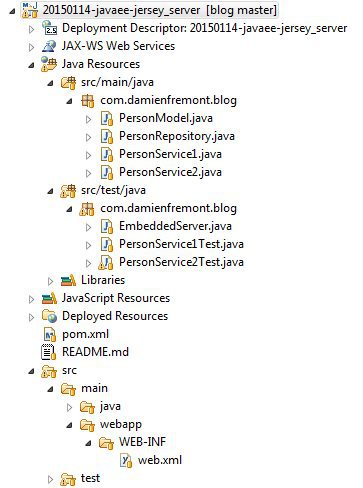 20150114-javaee-jersey_server [blog master]
Deployment Descriptor: 20150114-javaee-jersey_server
JAX-WS Web Services
Java Resources
src/main/java
com.damienfremont.blog
PersonModel.java
PersonRepository.java
PersonService1.java
PersonService2.java
src/test/java
com.damienfremont.blog
EmbeddedServer.java
PersonService1Test.java
PersonService2Test.java
Libraries
JavaScript Resources
Deployed Resources
pom.xml
README.md
src
main
java
webapp
WEB-INF
web.xml
test